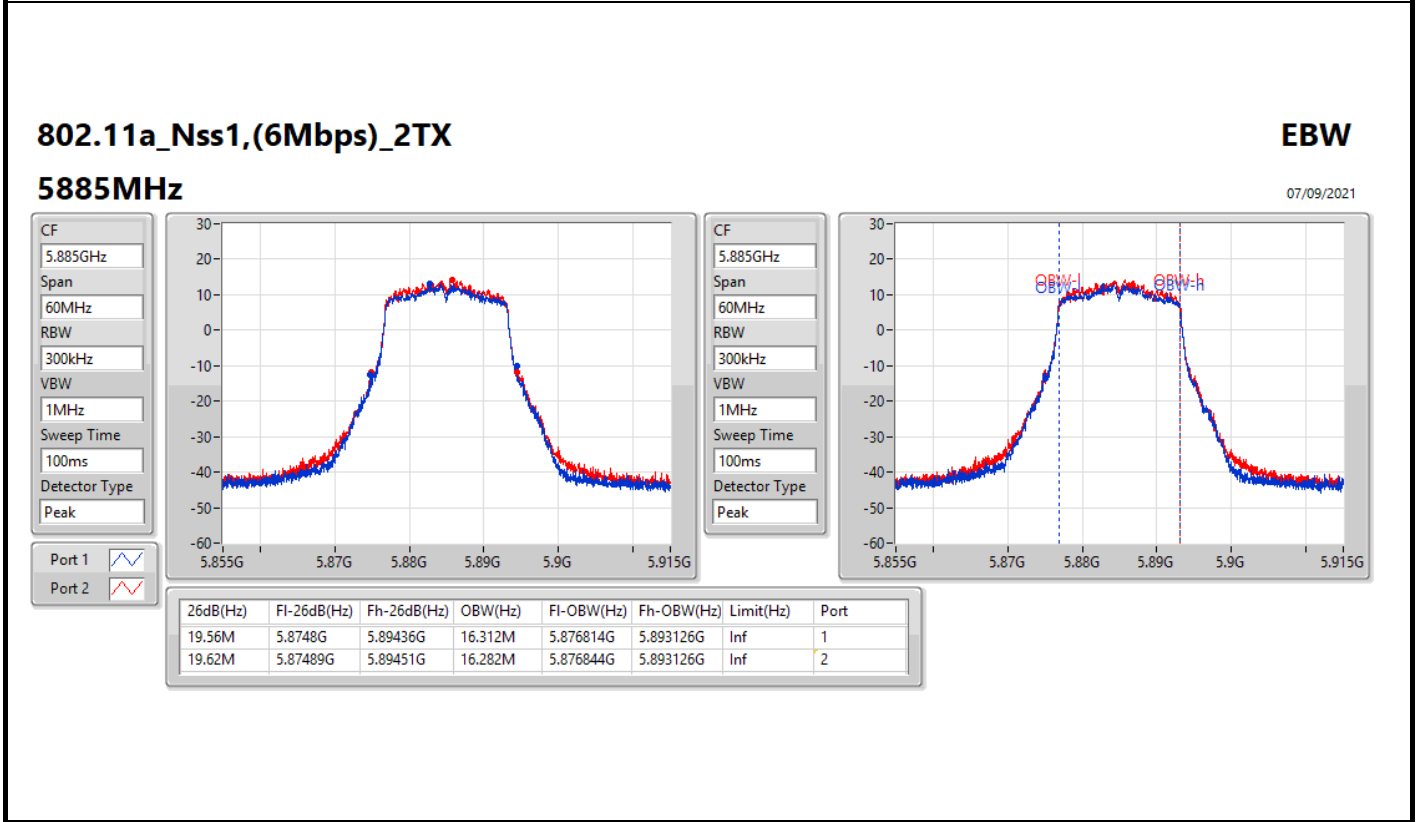 802.11a_Nss1,(6Mbps)_2TX
EBW
5885MHz
07/09/2021
CF
5.885GHz
Span
60MHz
RBW
300kHz
VBW
1MHz
Sweep Time
100ms
Detector Type
Peak
Port 1
Port 2
30
20
10
0
-10
-20
-30
-40
-50
-60
5.855G 5.87G 5.88G 5.89G 5.9G 5.915G
CF
5.885GHz
Span
60MHz
RBW
300kHz
VBW
1MHz
Sweep Time
100ms
Detector Type
Peak
30
20
10
0
-10
-20
-30
-40
-50
-60
OBW-l OBW-h
OBW-l OBW-h
5.855G 5.87G 5.88G 5.89G 5.9G 5.915G
26dB(Hz) Fl-26dB(Hz) Fh-26dB(Hz) OBW(Hz) Fl-OBW(Hz) Fh-OBW(Hz) Limit(Hz) Port
19.56M 5.8748G 5.89436G 16.312M 5.876814G 5.893126G Inf 1
19.62M 5.87489G 5.89451G 16.282M 5.876844G 5.893126G Inf 2